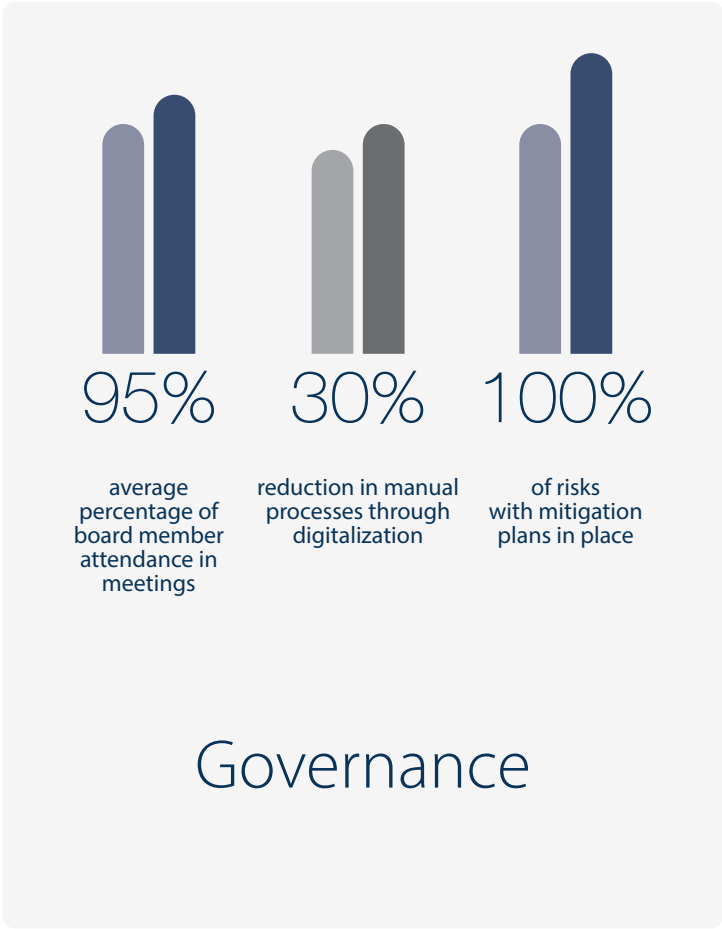 95%
30%
100%
average
percentage of
board member
attendance in
meetings
reduction in manual
processes through
digitalization
of risks
with mitigation
plans in place
Governance